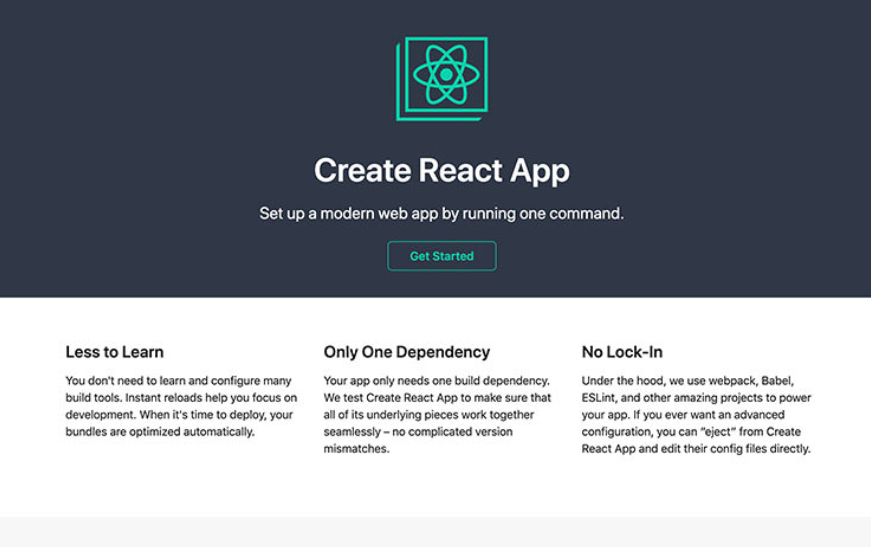 Create React App
Set up a modern web app by running one command.
Get Started
Less to Learn
You don't need to learn and configure many
build tools. Instant reloads help you focus on
development. When it's time to deploy, your
bundles are optimized automatically.
Only One Dependency
Your app only needs one build dependency.
We test Create React App to make sure that
all of its underlying pieces work together
seamlessly – no complicated version
mismatches.
No Lock-In
Under the hood, we use webpack, Babel,
ESLint, and other amazing projects to power
your app. If you ever want an advanced
configuration, you can “eject” from Create
React App and edit their config files directly.